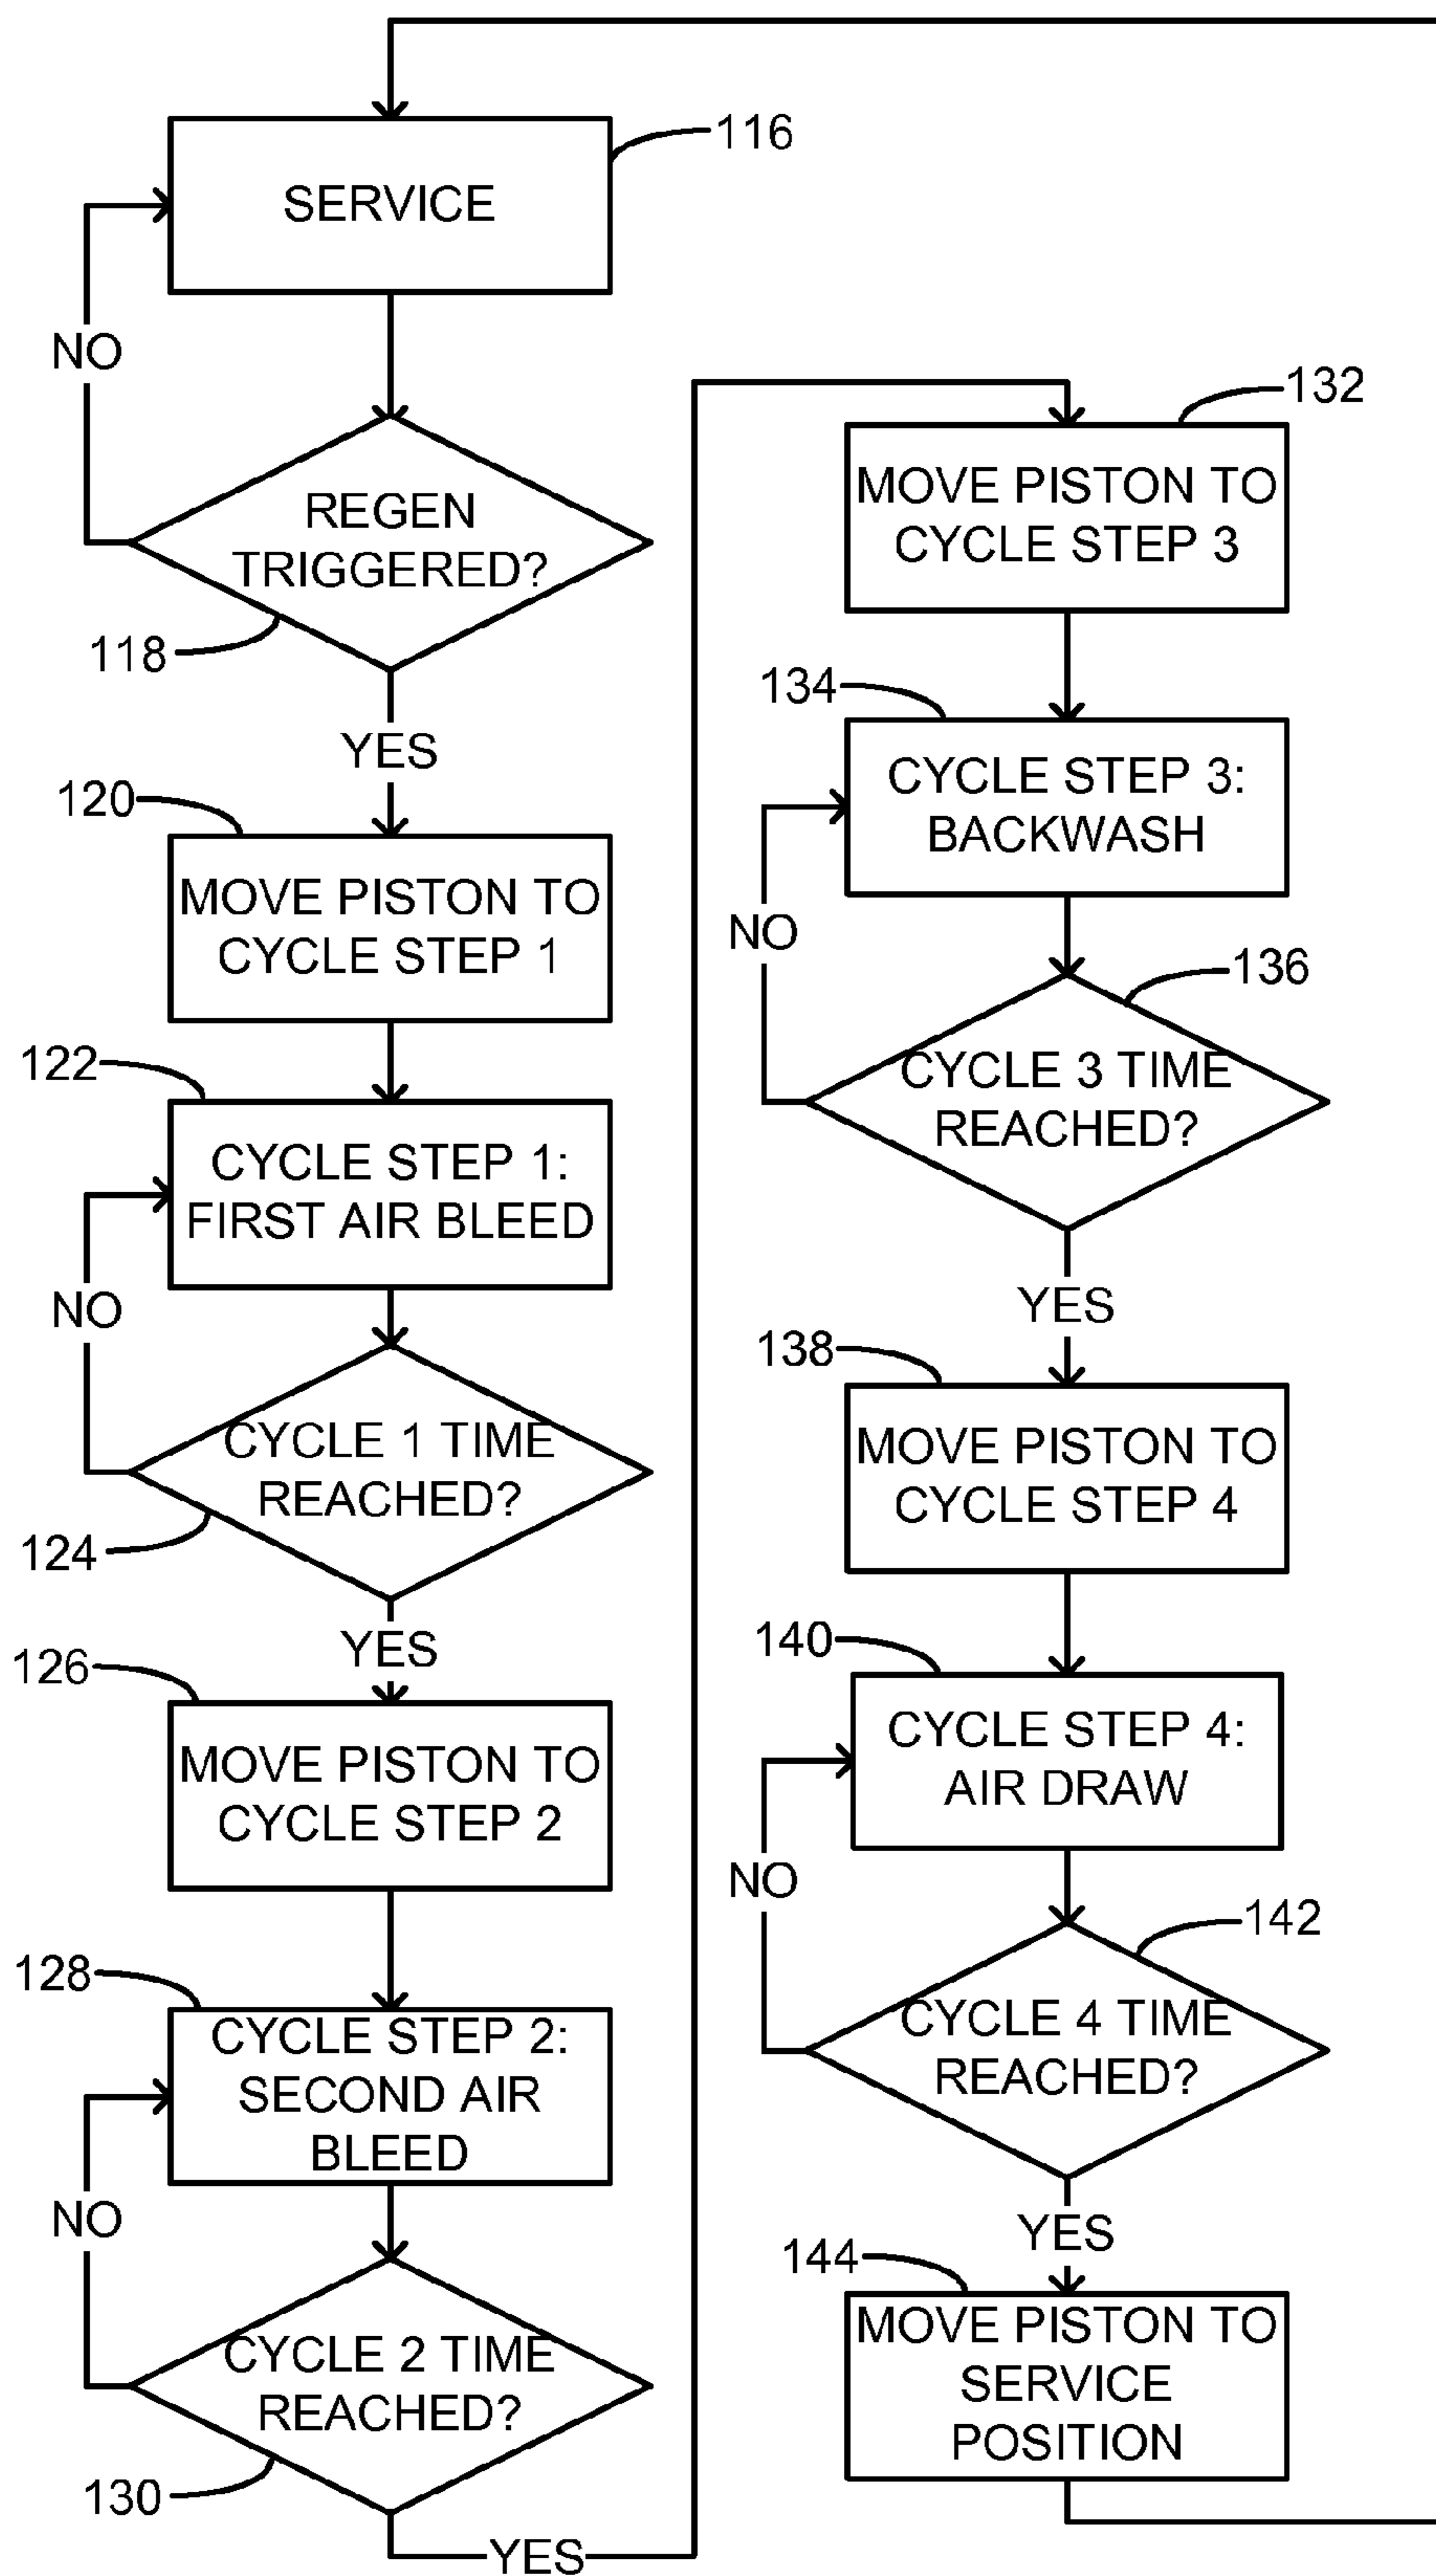 116
SERVICE
NO
REGEN
TRIGGERED?
118
YES
120
MOVE PISTON TO
CYCLE STEP 1
122
CYCLE STEP 1:
FIRST AIR BLEED
NO
CYCLE 1 TIME
REACHED?
124
YES
126
MOVE PISTON TO
CYCLE STEP 2
128
CYCLE STEP 2:
SECOND AIR
BLEED
NO
CYCLE 2 TIME
REACHED?
130
YES
132
MOVE PISTON TO
CYCLE STEP 3
134
CYCLE STEP 3:
BACKWASH
NO
136
CYCLE 3 TIME
REACHED?
YES
138
MOVE PISTON TO
CYCLE STEP 4
140
CYCLE STEP 4:
AIR DRAW
NO
142
CYCLE 4 TIME
REACHED?
YES
144
MOVE PISTON TO
SERVICE
POSITION